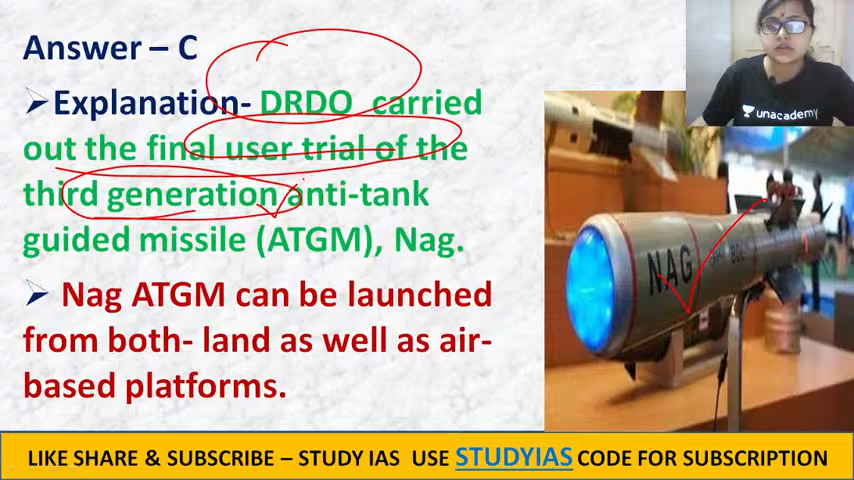 Answer – C
➢Explanation- DRDO carried
out the final user trial of the
third generation anti-tank
guided missile (ATGM), Nag.
➢ Nag ATGM can be launched
from both- land as well as air-
based platforms.
unacademy
NAG
LIKE SHARE & SUBSCRIBE – STUDY IAS USE STUDYIAS CODE FOR SUBSCRIPTION